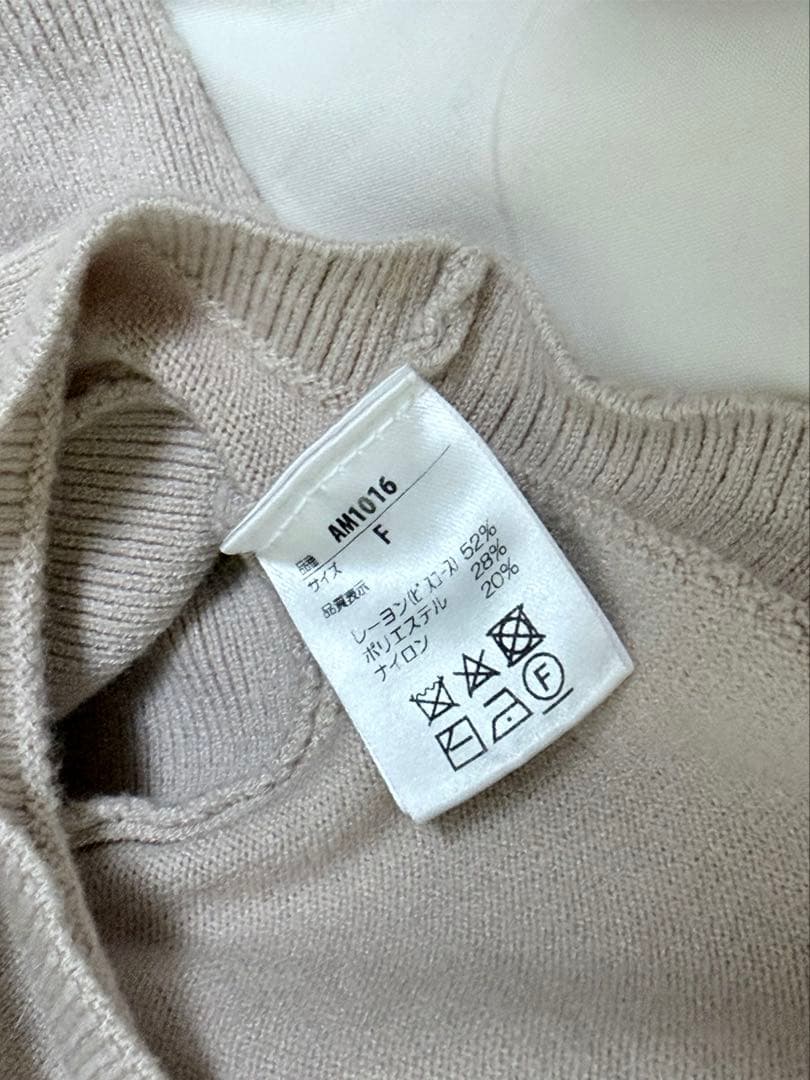 品種 AM1016
サイズ F
品質表示
レーヨン(ビスコース) 52%
ポリエステル 28%
ナイロン 20%
F